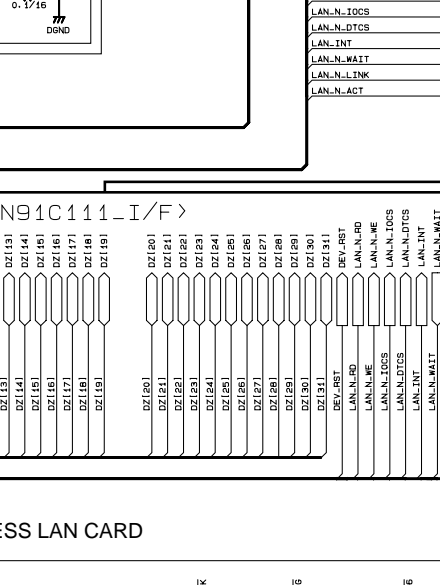 0.1/16
DGND
LAN_N_IOCS
LAN_N_DTCS
LAN_INT
LAN_N_WAIT
LAN_N_LINK
LAN_N_ACT
N91C111_I/F>
DZ[13]
DZ[14]
DZ[15]
DZ[16]
DZ[17]
DZ[18]
DZ[19]
DZ[20]
DZ[21]
DZ[22]
DZ[23]
DZ[24]
DZ[25]
DZ[26]
DZ[27]
DZ[28]
DZ[29]
DZ[30]
DZ[31]
DEV_RST
LAN_N_RD
LAN_N_WE
LAN_N_IOCS
LAN_N_DTCS
LAN_INT
LAN_N_WAIT
DZ[13]
DZ[14]
DZ[15]
DZ[16]
DZ[17]
DZ[18]
DZ[19]
DZ[20]
DZ[21]
DZ[22]
DZ[23]
DZ[24]
DZ[25]
DZ[26]
DZ[27]
DZ[28]
DZ[29]
DZ[30]
DZ[31]
DEV_RST
LAN_N_RD
LAN_N_WE
LAN_N_IOCS
LAN_N_DTCS
LAN_INT
LAN_N_WAIT
ESS LAN CARD